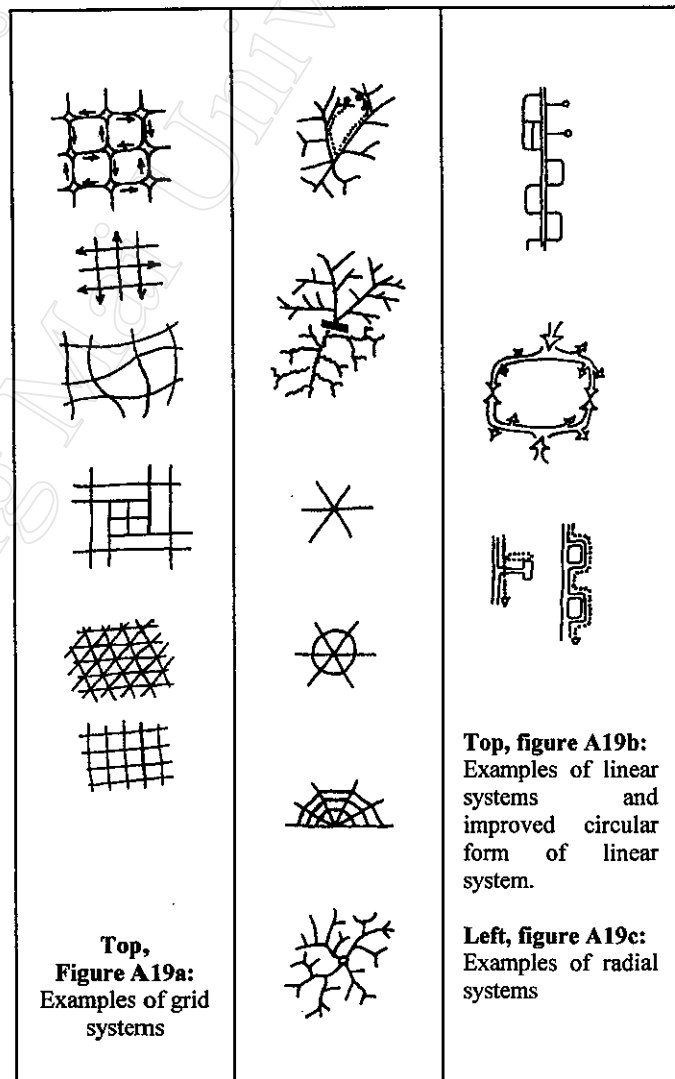 Top,
Figure A19a:
Examples of grid
systems
Top, figure A19b:
Examples of linear
systems and
improved circular
form of linear
system.
Left, figure A19c:
Examples of radial
systems